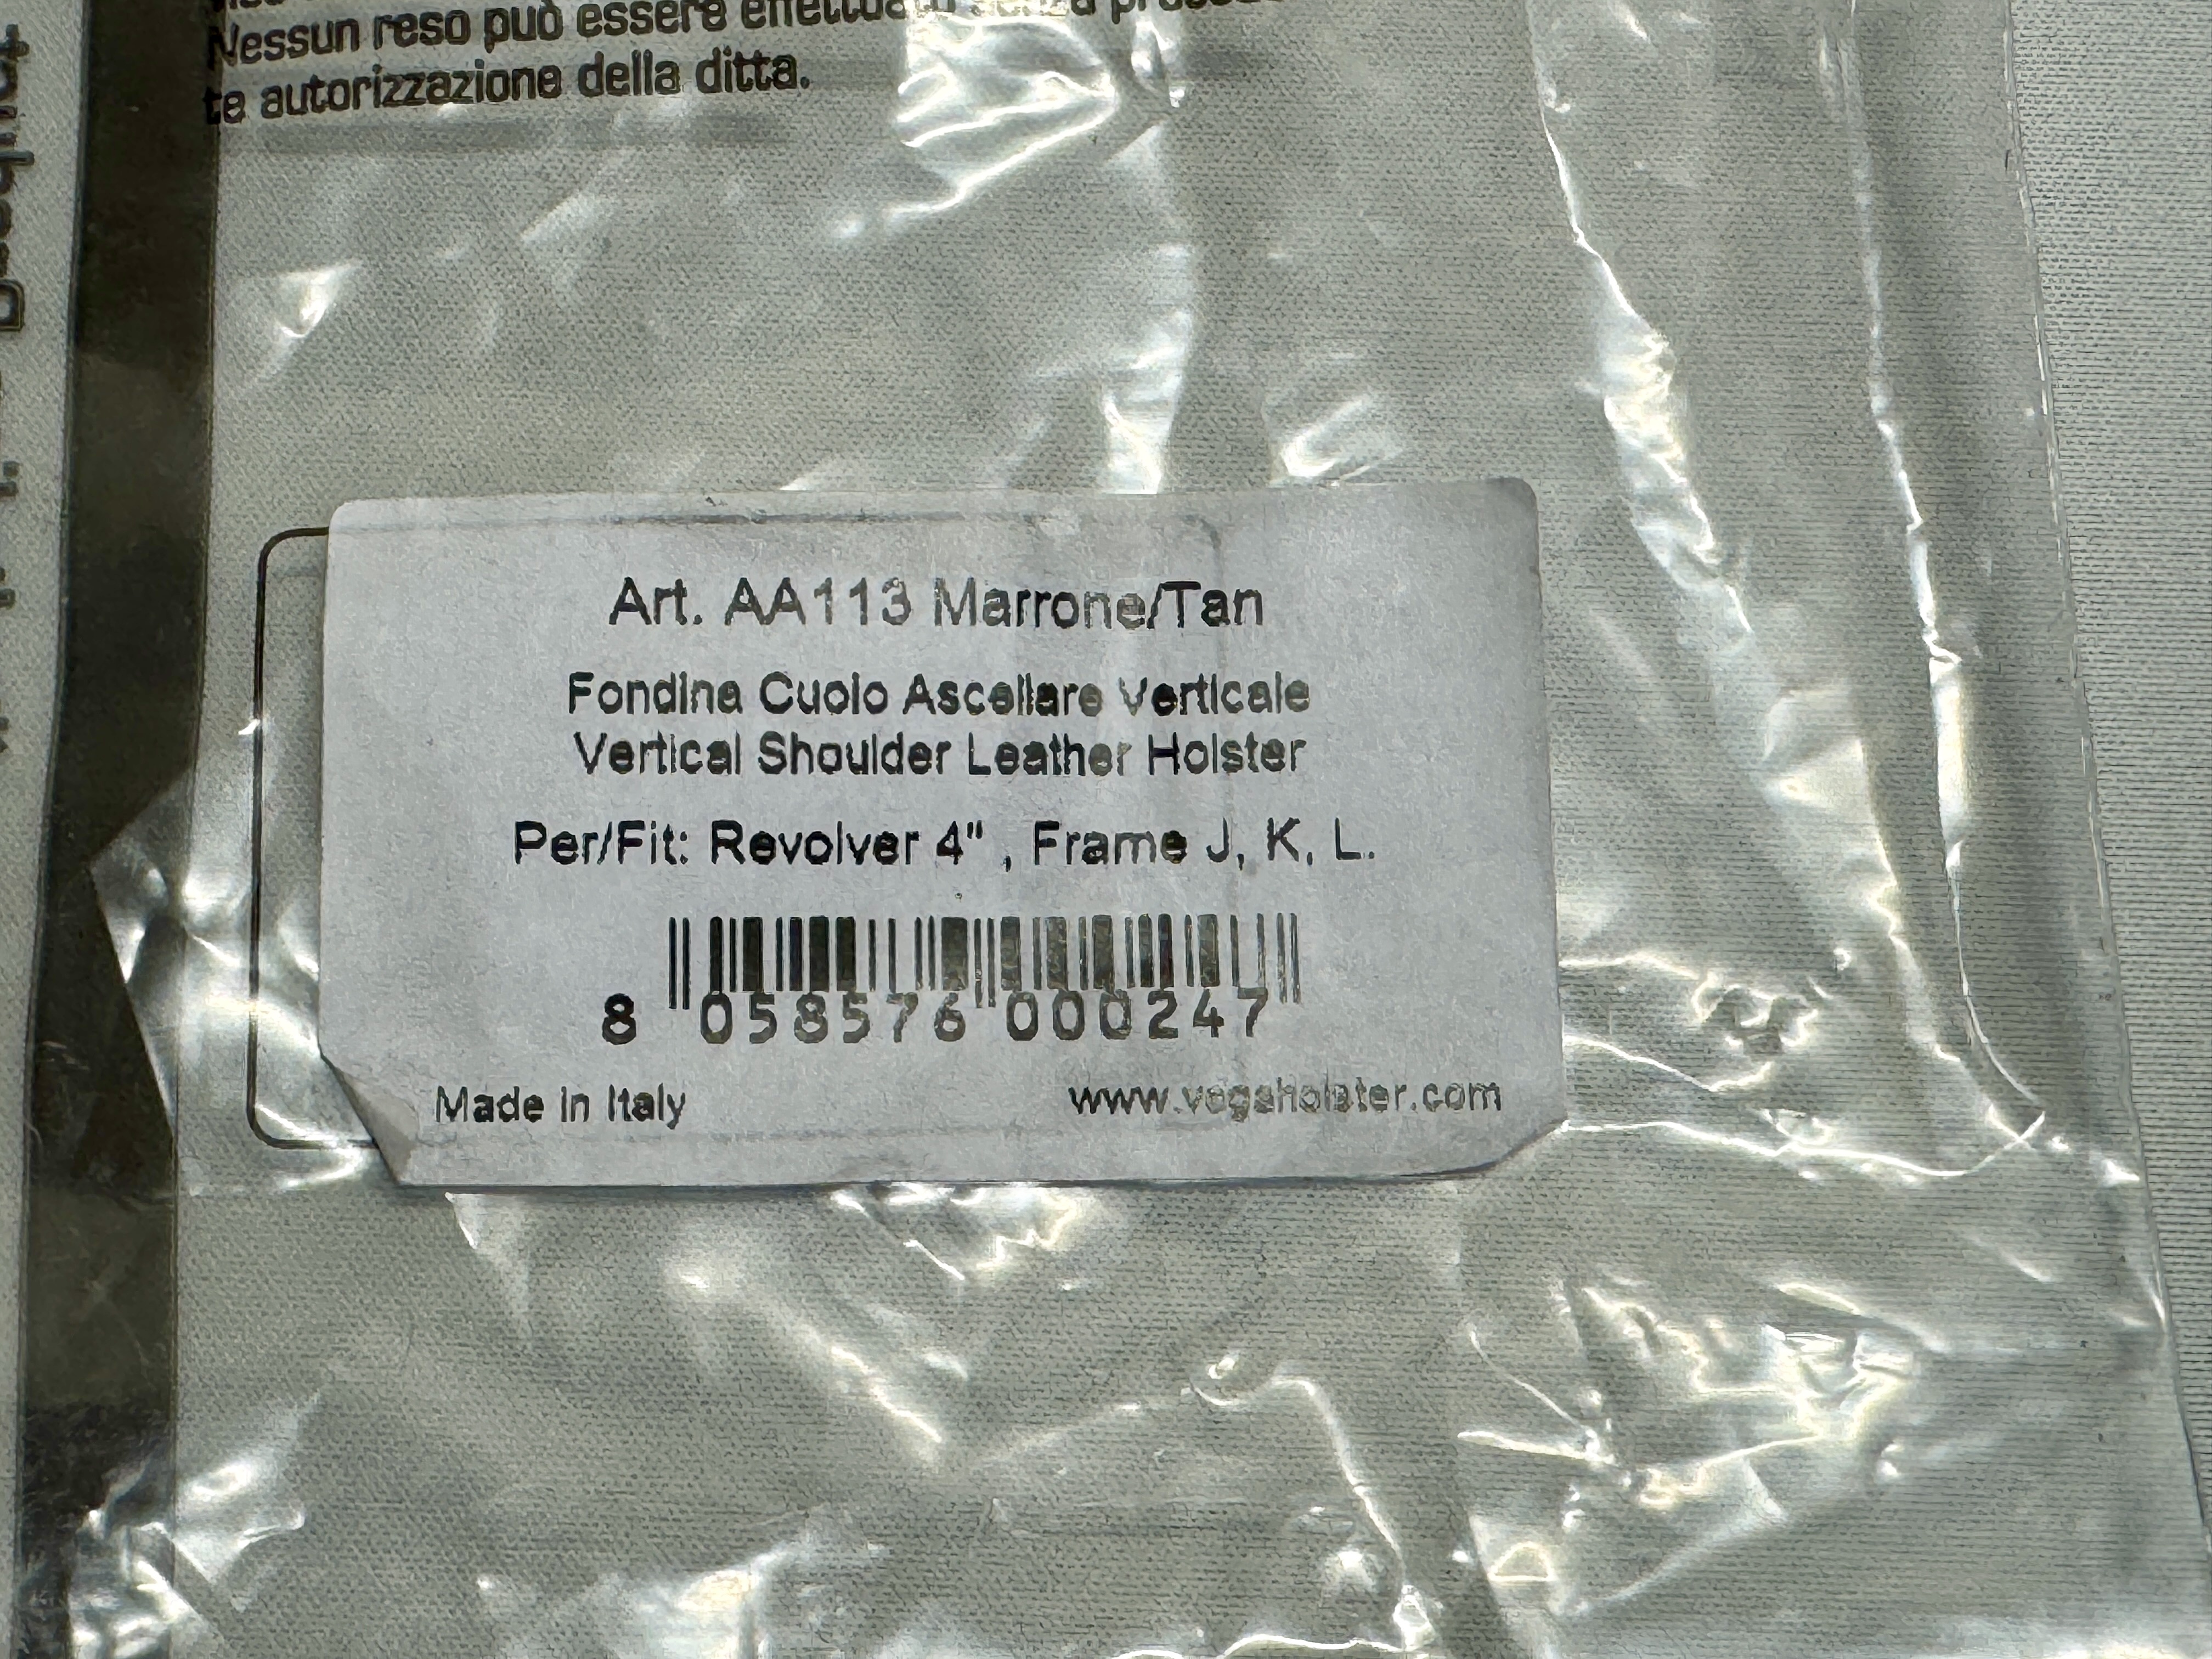 Nessun reso può essere
te autorizzazione della ditta.
Art. AA113 Marrone/Tan
Fondina Cuoio Ascellare Verticale
Vertical Shoulder Leather Holster
Per/Fit: Revolver 4" , Frame J, K, L.
8 058576 000247
Made in Italy
www.vegaholster.com